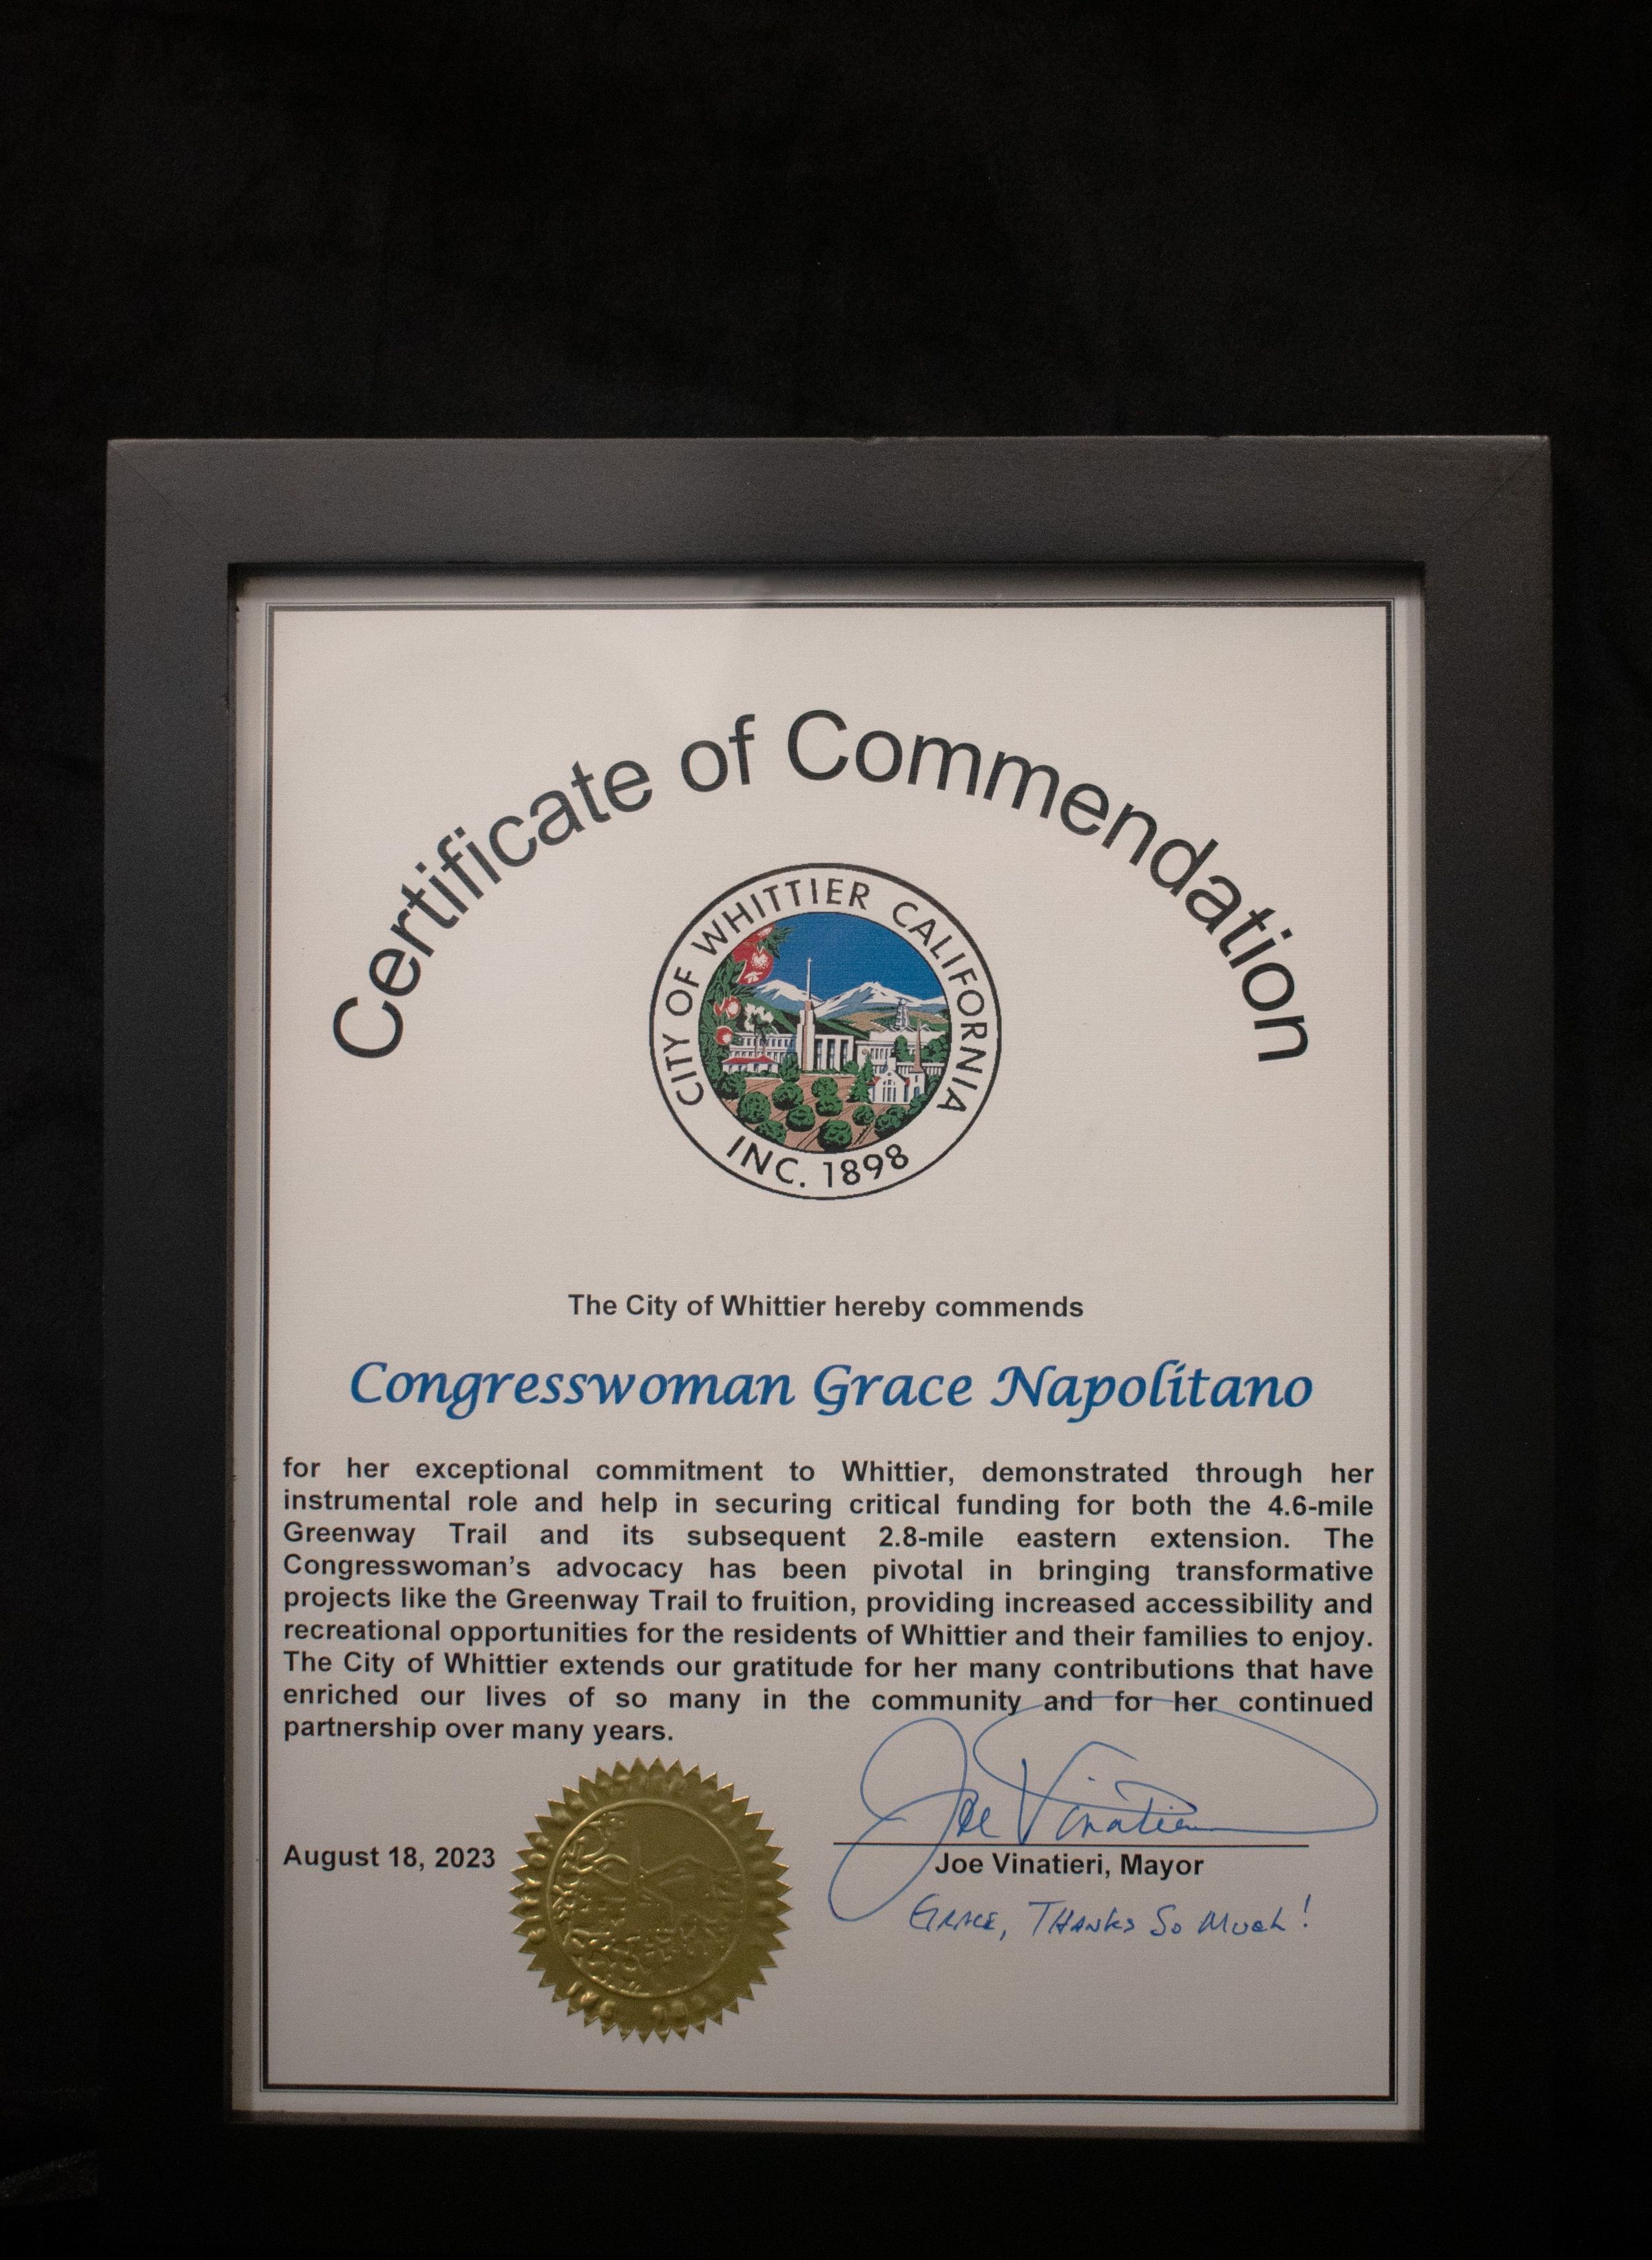 Certificate of Commendation
CITY OF WHITTIER CALIFORNIA
INC. 1898
The City of Whittier hereby commends
Congresswoman Grace Napolitano
for her exceptional commitment to Whittier, demonstrated through her
instrumental role and help in securing critical funding for both the 4.6-mile
Greenway Trail and its subsequent 2.8-mile eastern extension. The
Congresswoman’s advocacy has been pivotal in bringing transformative
projects like the Greenway Trail to fruition, providing increased accessibility and
recreational opportunities for the residents of Whittier and their families to enjoy.
The City of Whittier extends our gratitude for her many contributions that have
enriched our lives of so many in the community and for her continued
partnership over many years.
Joe Vinatieri
August 18, 2023
Joe Vinatieri, Mayor
GRACE, THANKS SO MUCH!